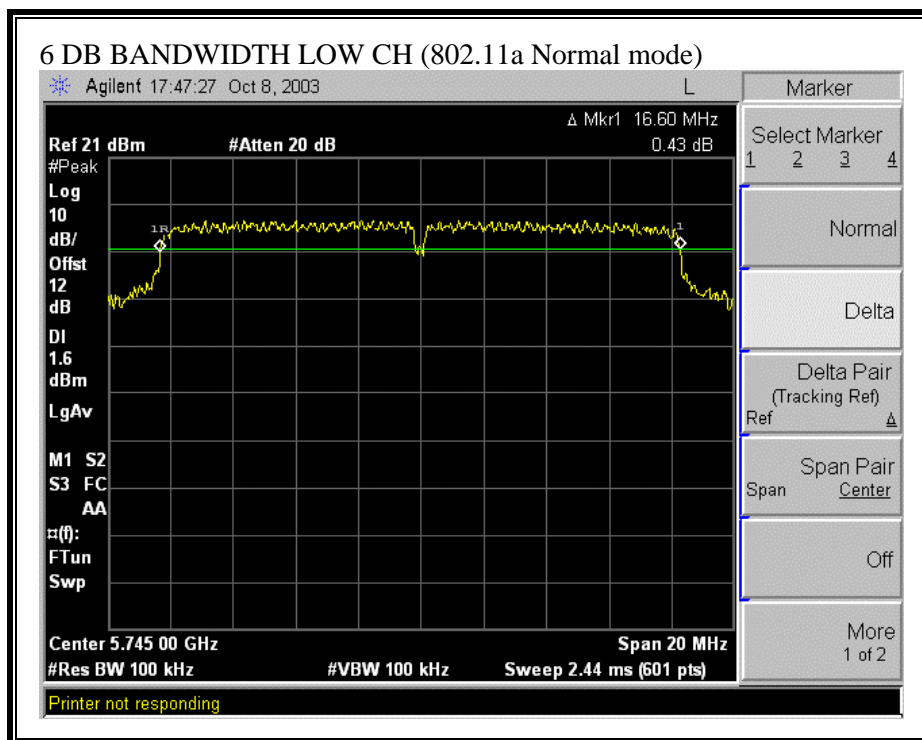 6 DB BANDWIDTH LOW CH (802.11a Normal mode)
Agilent 17:47:27 Oct 8, 2003 L
Δ Mkr1 16.60 MHz
Ref 21 dBm #Atten 20 dB 0.43 dB
#Peak
Log
10
dB/
Offst
12
dB
DI
1.6
dBm
LgAv
M1 S2
S3 FC
AA
¤(f):
FTun
Swp
1R
1
Center 5.745 00 GHz Span 20 MHz
#Res BW 100 kHz #VBW 100 kHz Sweep 2.44 ms (601 pts)
Printer not responding
Marker
Select Marker
1 2 3 4
Normal
Delta
Delta Pair
(Tracking Ref)
Ref Δ
Span Pair
Span Center
Off
More
1 of 2